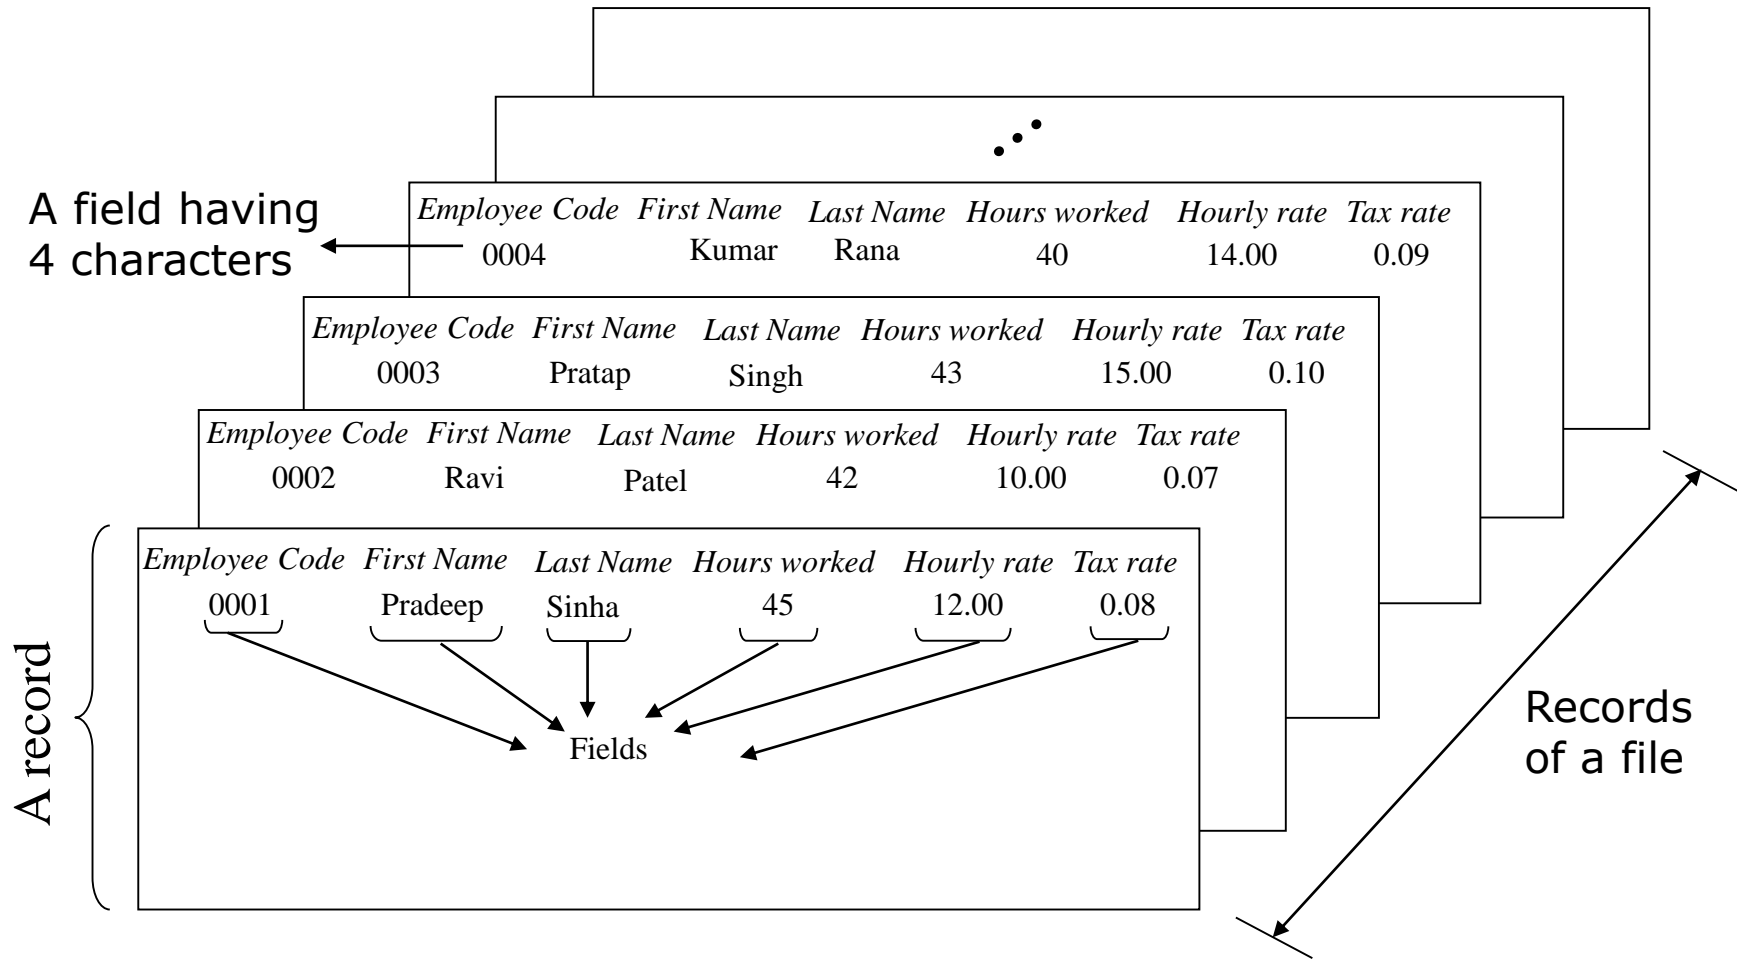 A field having
4 characters
Employee Code First Name Last Name Hours worked Hourly rate Tax rate
0004 Kumar Rana 40 14.00 0.09
Employee Code First Name Last Name Hours worked Hourly rate Tax rate
0003 Pratap Singh 43 15.00 0.10
Employee Code First Name Last Name Hours worked Hourly rate Tax rate
0002 Ravi Patel 42 10.00 0.07
Employee Code First Name Last Name Hours worked Hourly rate Tax rate
0001 Pradeep Sinha 45 12.00 0.08
Fields
A record
Records
of a file